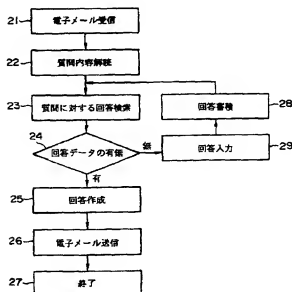 21
電子メール受信
22
質問内容解読
23
質問に対する回答検索
28
回答蓄積
24
回答データの有無
無
29
回答入力
有
25
回答作成
26
電子メール送信
27
終了